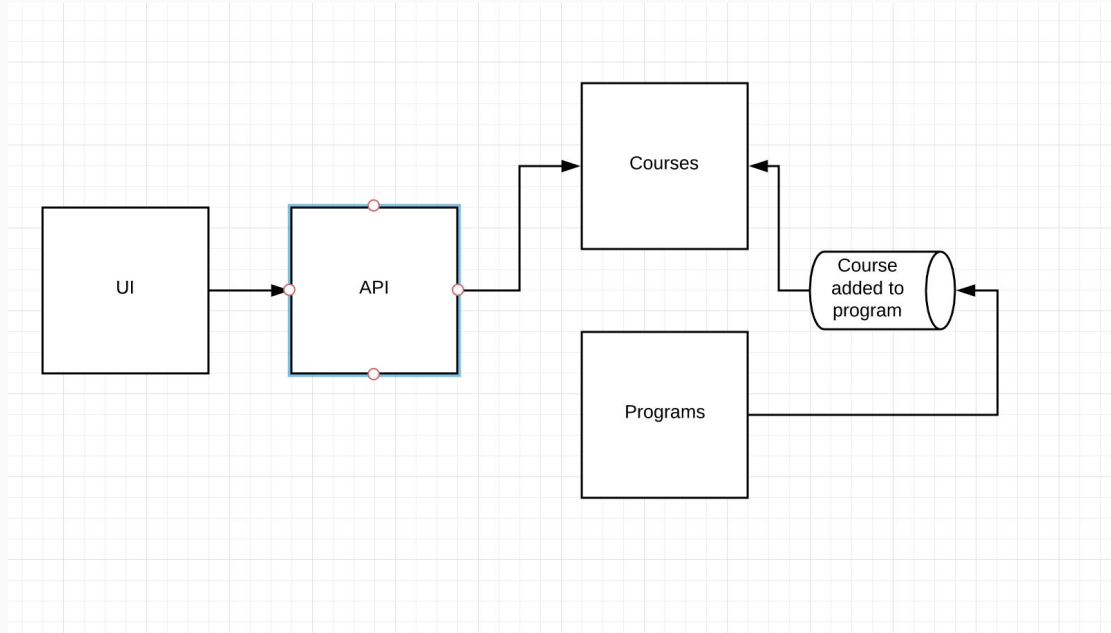 UI
API
Courses
Course
added to
program
Programs